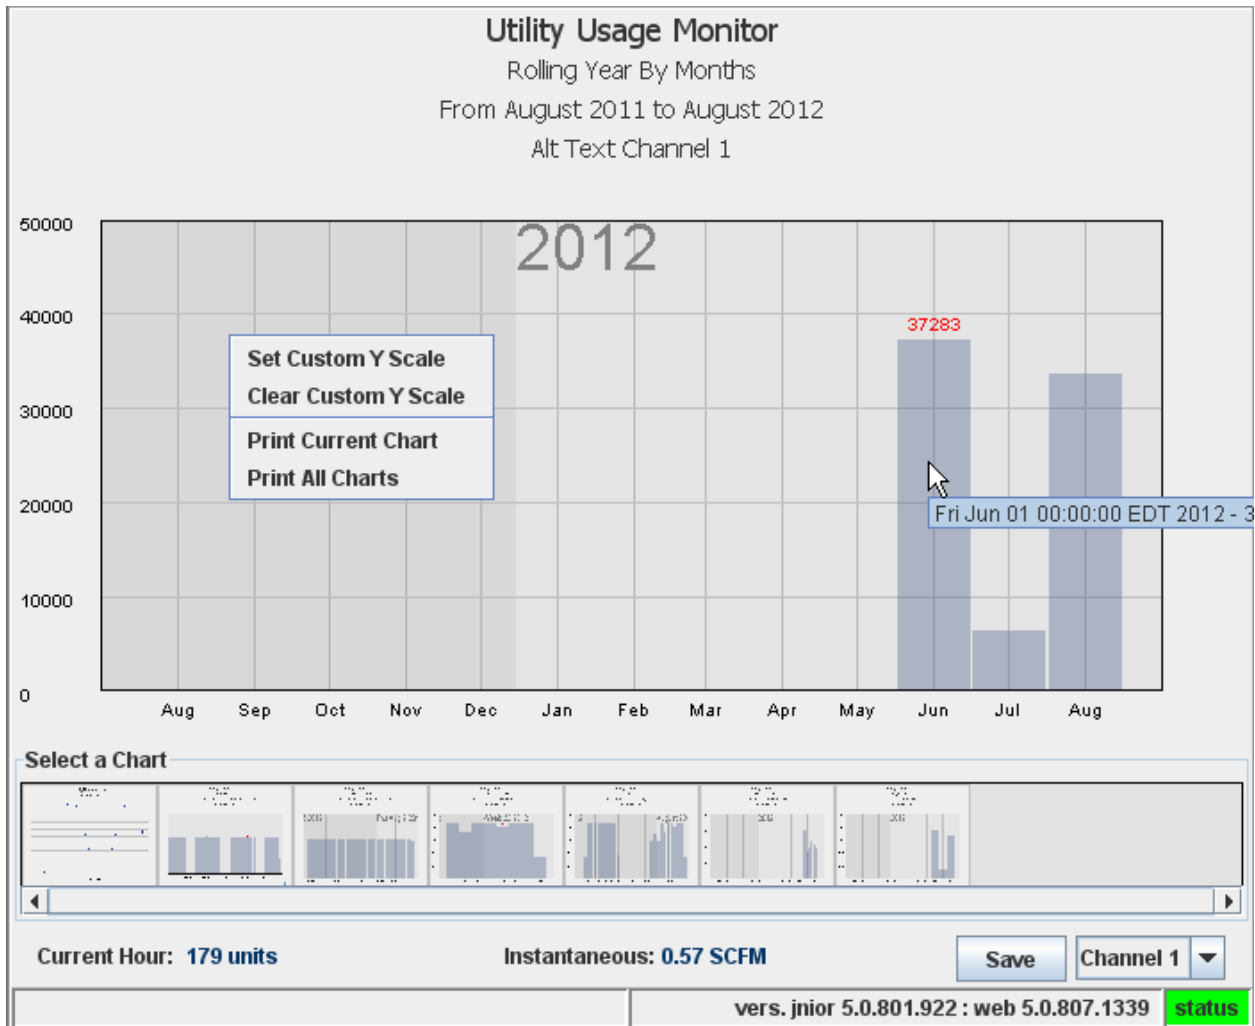 Utility Usage Monitor
Rolling Year By Months
From August 2011 to August 2012
Alt Text Channel 1
50000
2012
40000
37283
Set Custom Y Scale
Clear Custom Y Scale
30000
Print Current Chart
Print All Charts
20000
Fri Jun 01 00:00:00 EDT 2012 - 3
10000
0
Aug Sep Oct Nov Dec Jan Feb Mar Apr May Jun Jul Aug
Select a Chart
Current Hour: 179 units Instantaneous: 0.57 SCFM Save Channel 1
vers. jnior 5.0.801.922 : web 5.0.807.1339 status